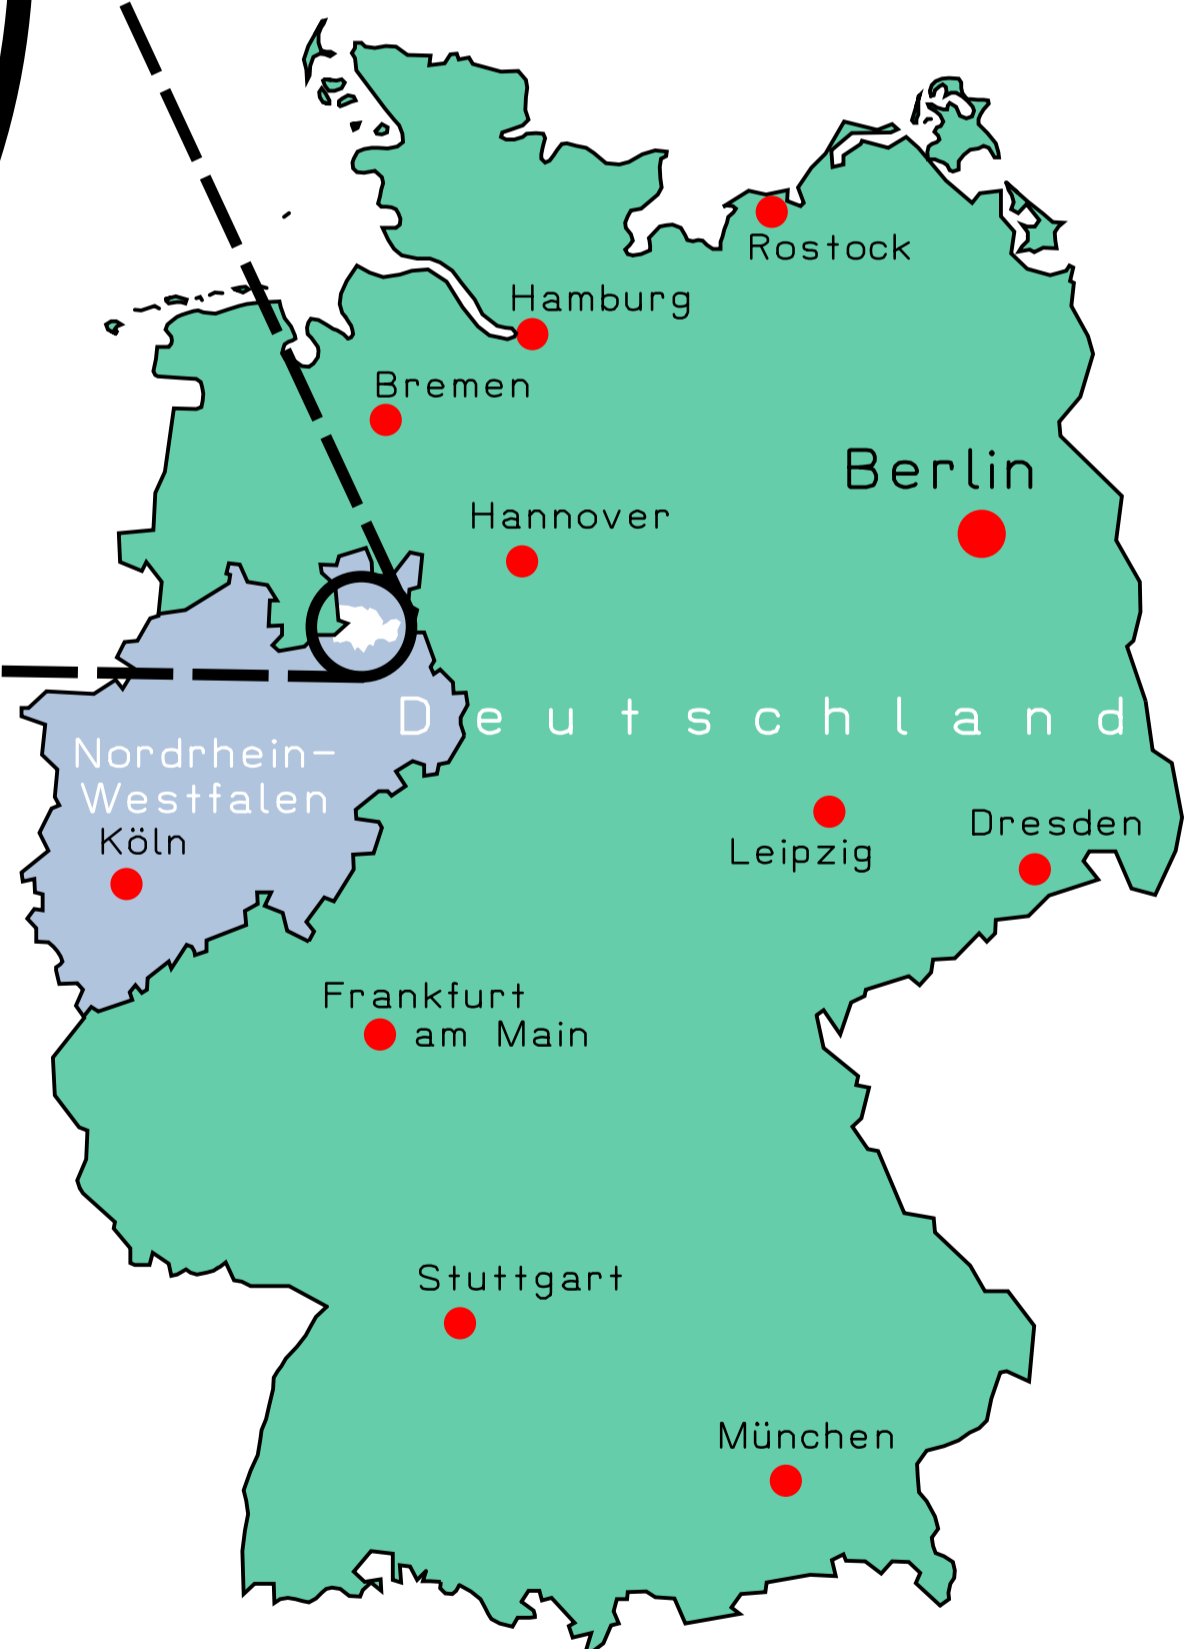 Rostock
Hamburg
Bremen
Berlin
Hannover
Deutschland
Nordrhein-
Westfalen
Köln
Leipzig
Dresden
Frankfurt
am Main
Stuttgart
München